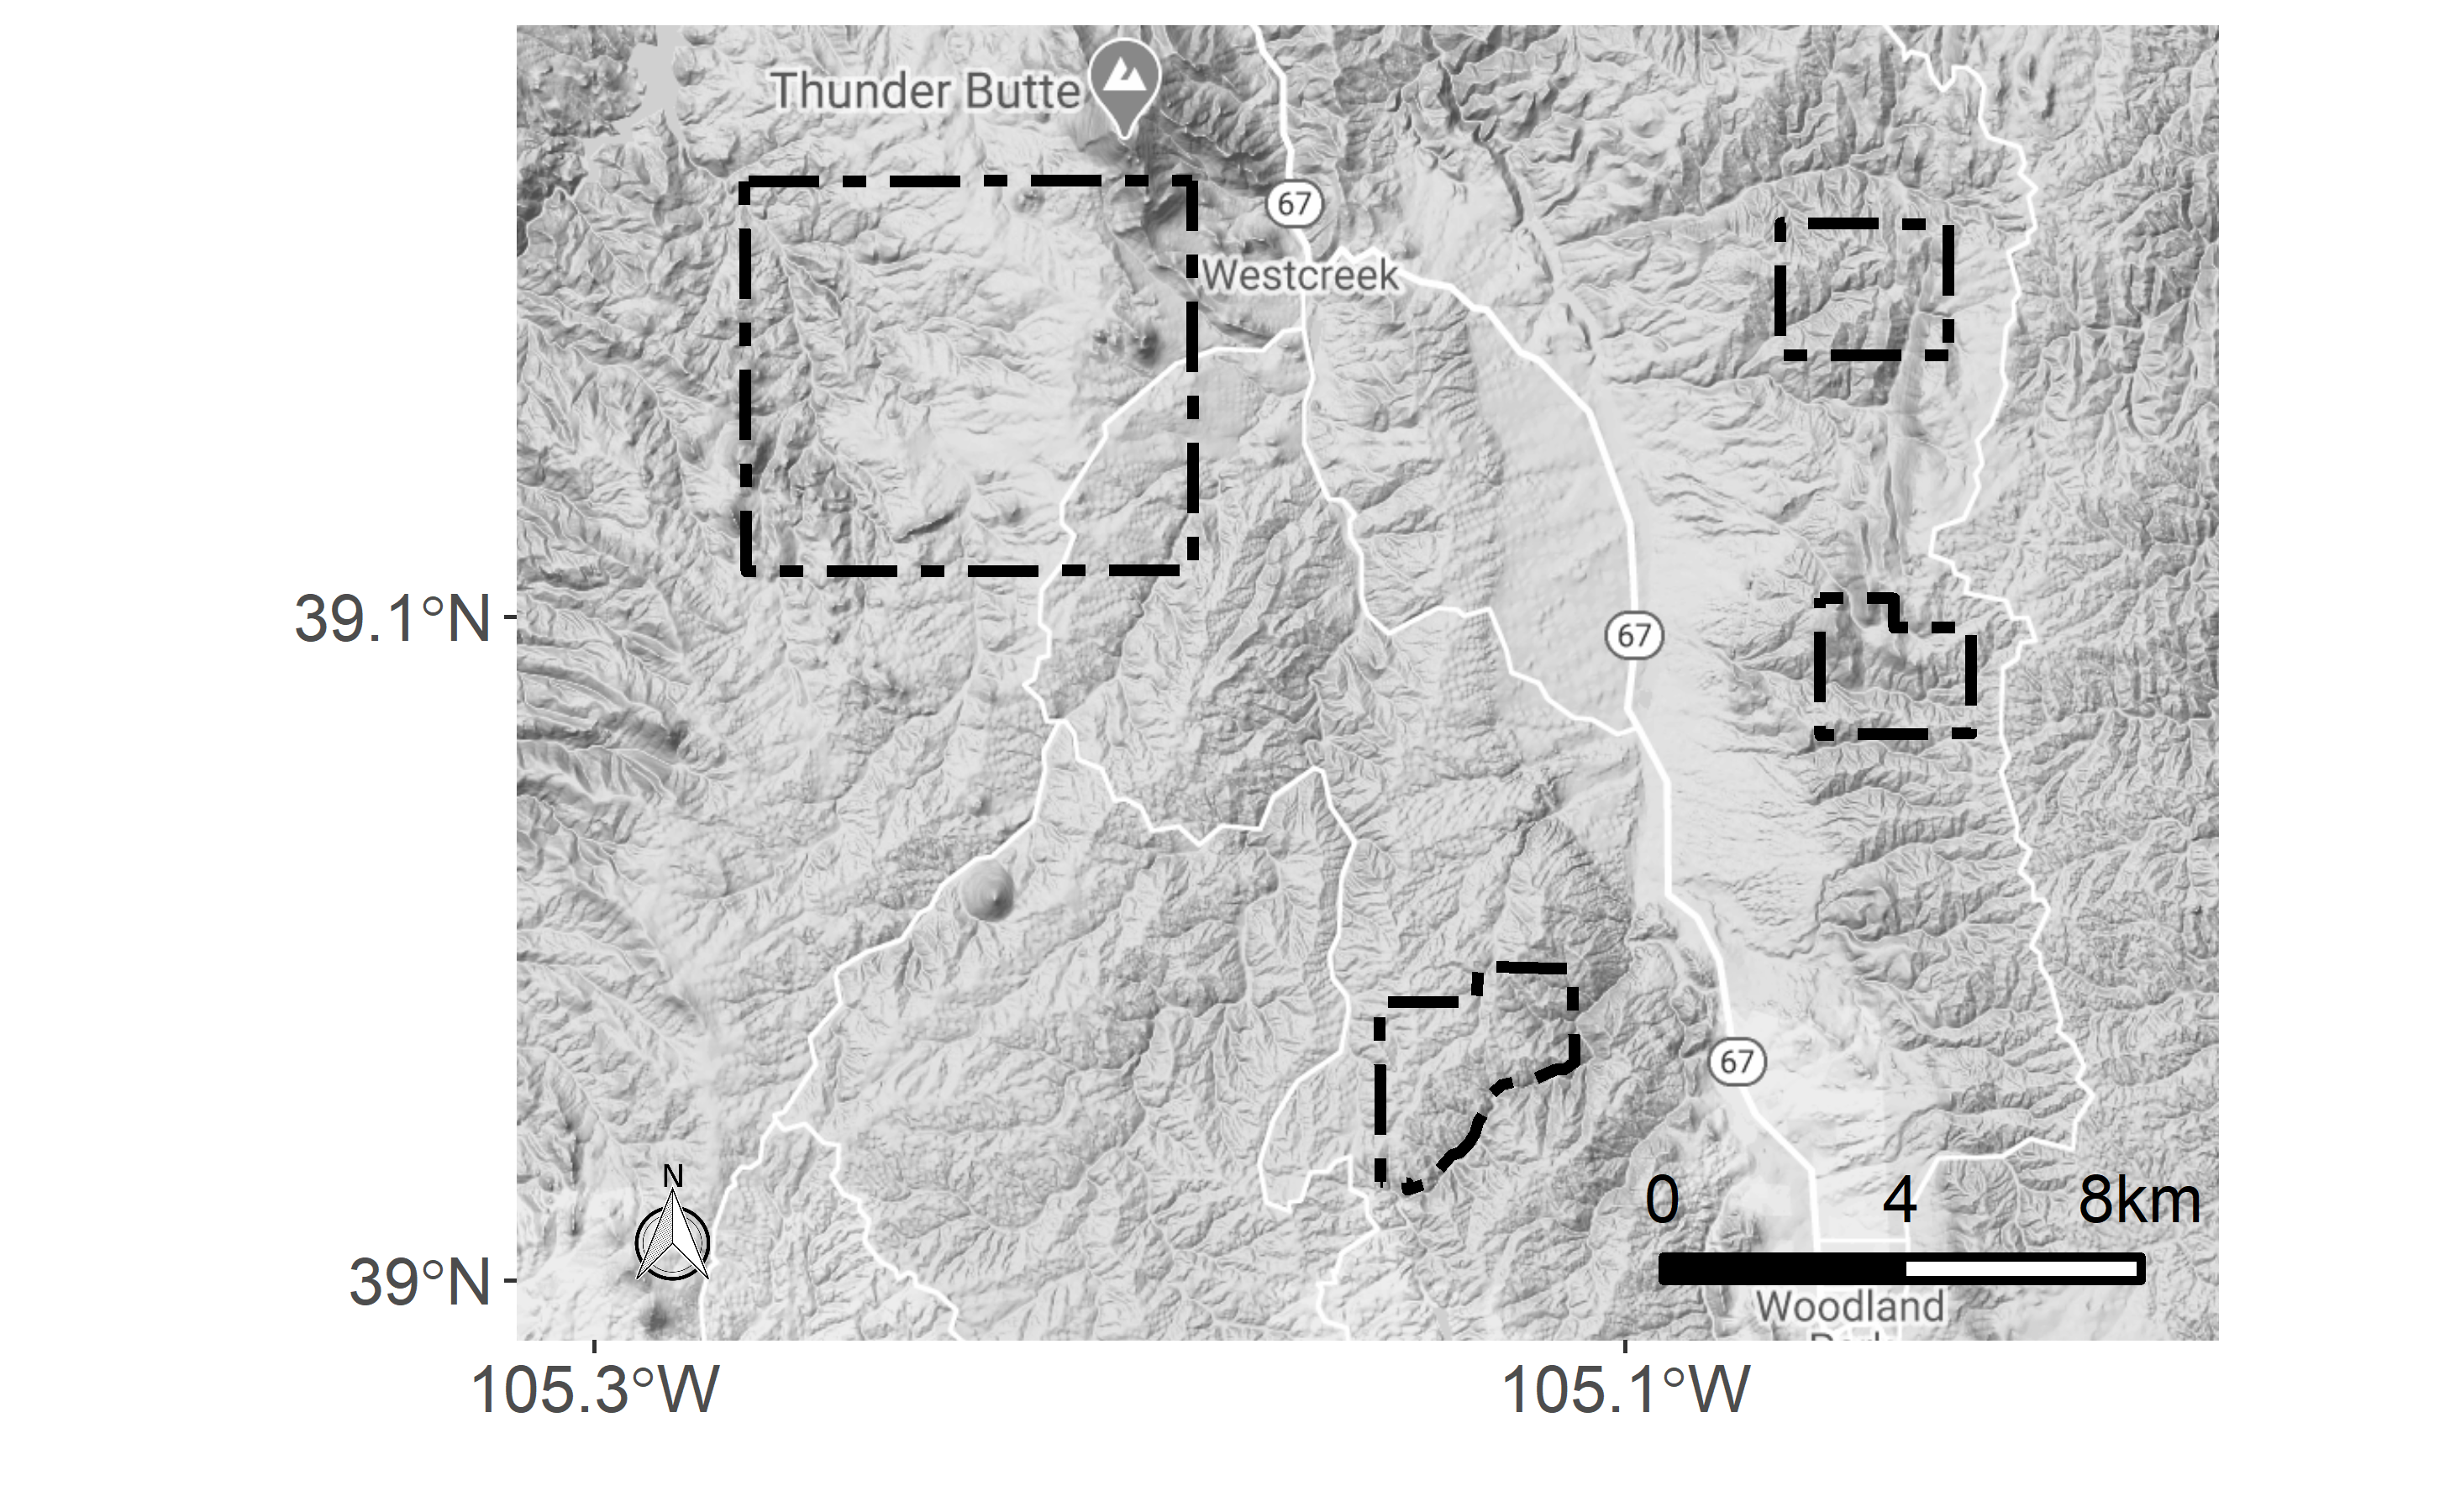 Thunder Butte
67
Westcreek
39.1°N
67
67
N
0 4 8km
39°N
Woodland
105.3°W 105.1°W